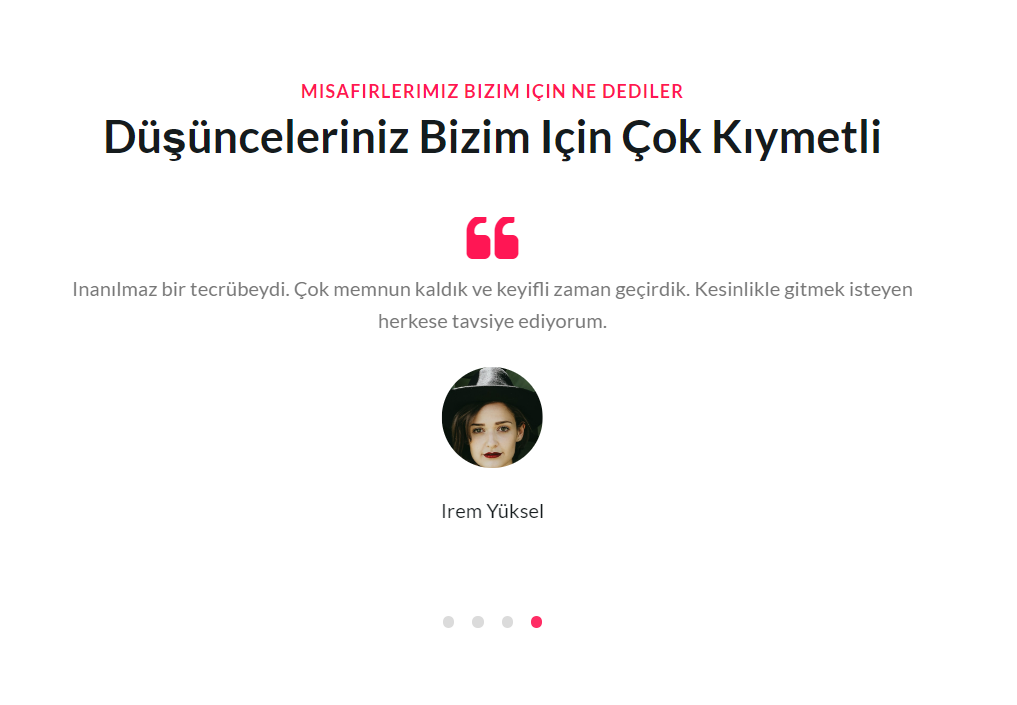 MISAFIRLERIMIZ BIZIM IÇIN NE DEDILER
Düşünceleriniz Bizim Için Çok Kıymetli
Inanılmaz bir tecrübeydi. Çok memnun kaldık ve keyifli zaman geçirdik. Kesinlikle gitmek isteyen
herkese tavsiye ediyorum.
Irem Yüksel